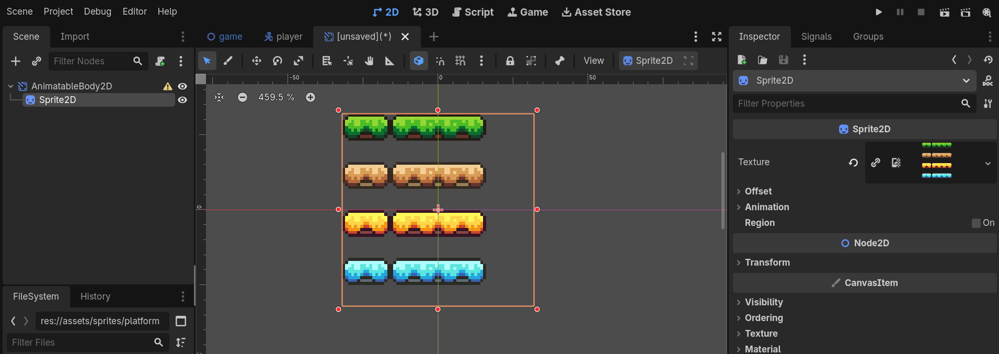 Scene Project Debug Editor Help 2D 3D Script Game Asset Store
Scene Import game player [unsaved](*) Inspector Signals Groups
Filter Nodes View Sprite2D
-50 0 50
AnimatableBody2D
Sprite2D
459.5 %
0
FileSystem History
res://assets/sprites/platform
Filter Files
Sprite2D
DOC
Filter Properties
Sprite2D
Texture
Offset
Animation
Region On
Node2D
Transform
CanvasItem
Visibility
Ordering
Texture
Material